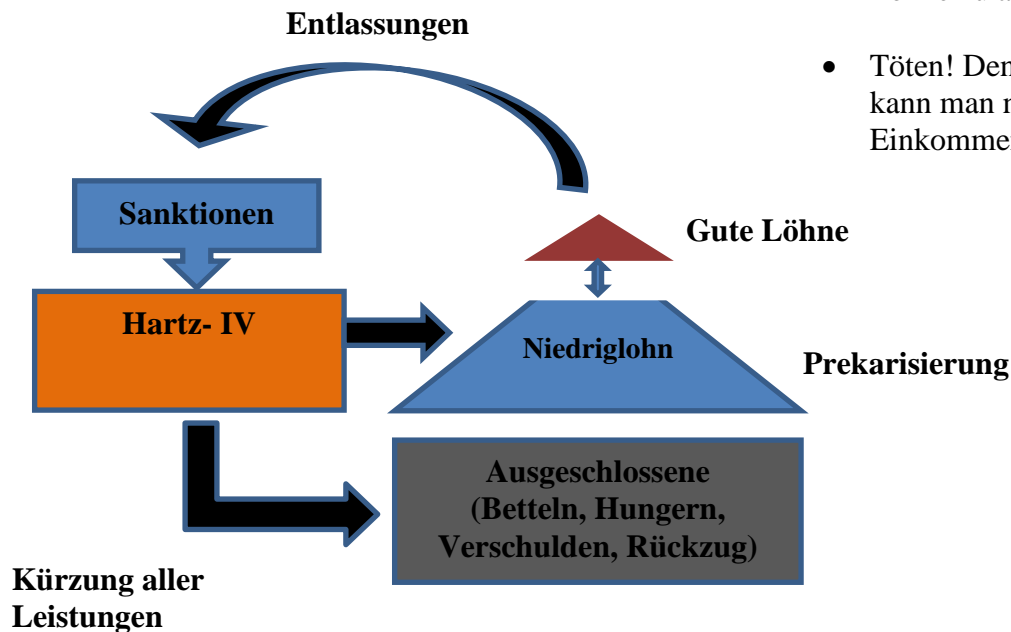 Entlassungen
Töten! Den
kann man
Sanktionen
Gute Löhne
Hartz- IV
Niedriglohn
Prekarisierung
Ausgeschlossene
(Betteln, Hungern,
Verschulden, Rückzug)
Kürzung aller
Leistungen